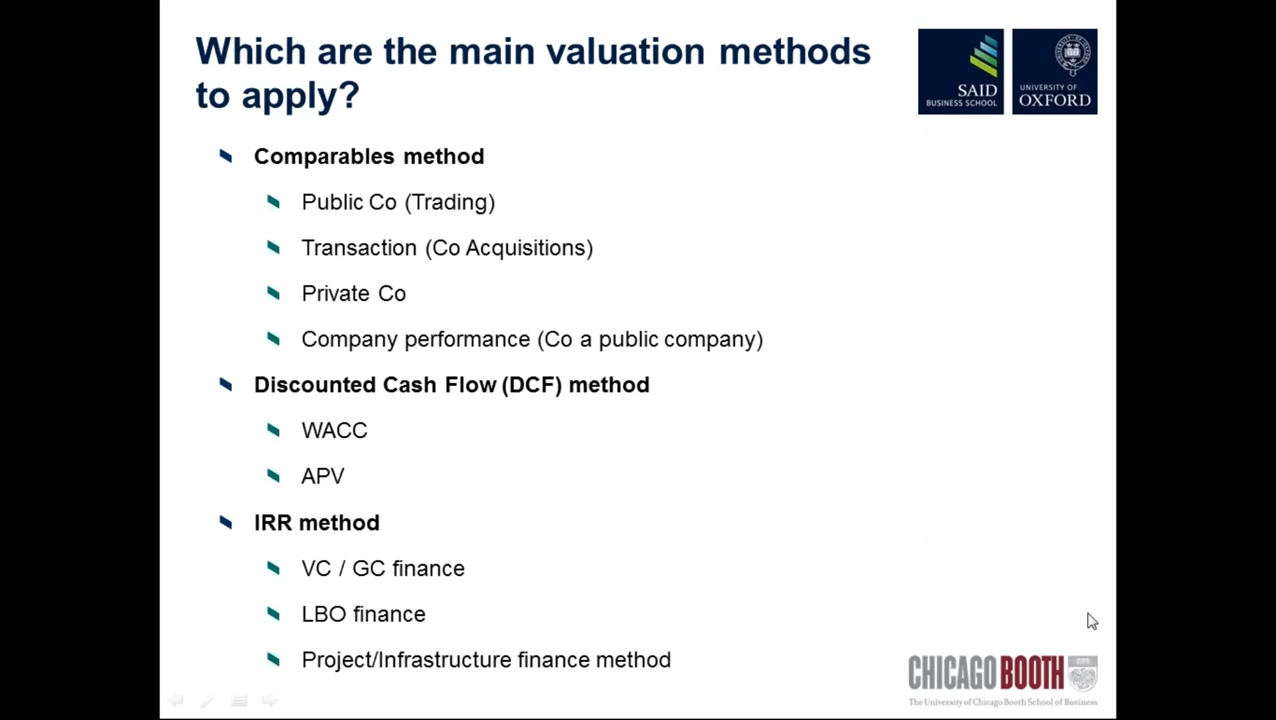 Which are the main valuation methods
to apply?
SAID
BUSINESS SCHOOL
UNIVERSITY OF
OXFORD
Comparables method
Public Co (Trading)
Transaction (Co Acquisitions)
Private Co
Company performance (Co a public company)
Discounted Cash Flow (DCF) method
WACC
APV
IRR method
VC / GC finance
LBO finance
Project/Infrastructure finance method
CHICAGO BOOTH
The University of Chicago Booth School of Business